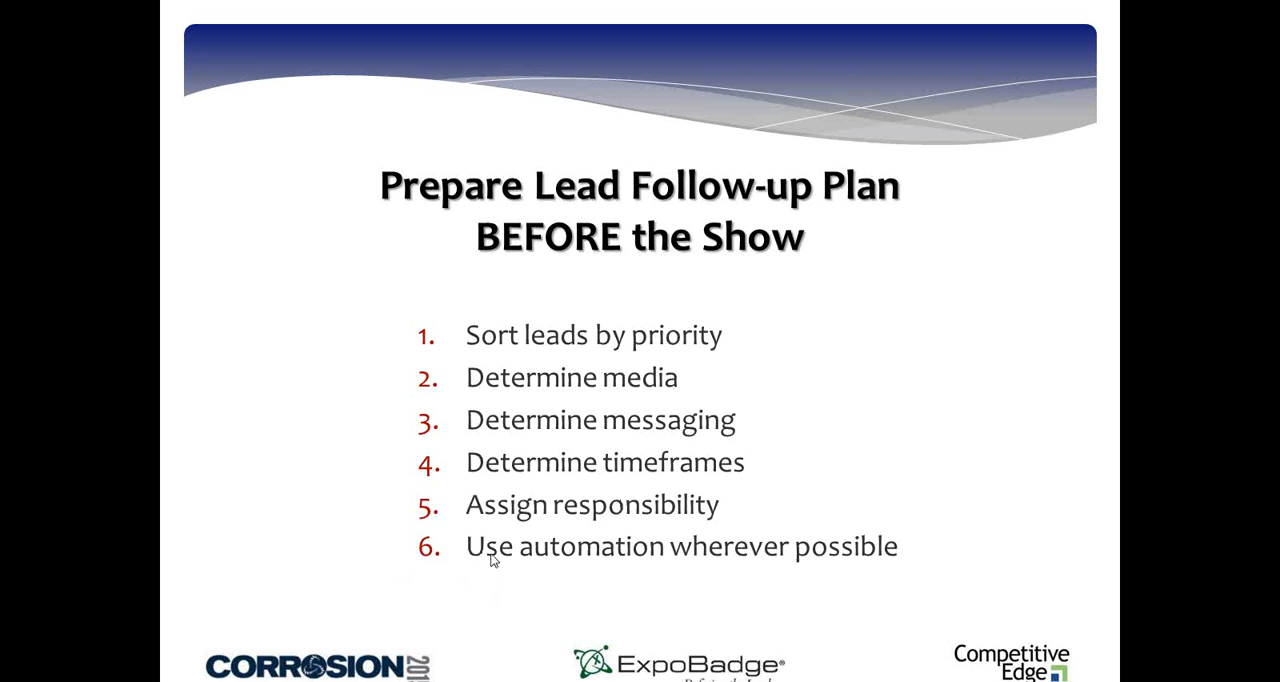 Prepare Lead Follow-up Plan
BEFORE the Show
1. Sort leads by priority
2. Determine media
3. Determine messaging
4. Determine timeframes
5. Assign responsibility
6. Use automation wherever possible
CORROSION
ExpoBadge®
Competitive
Edge